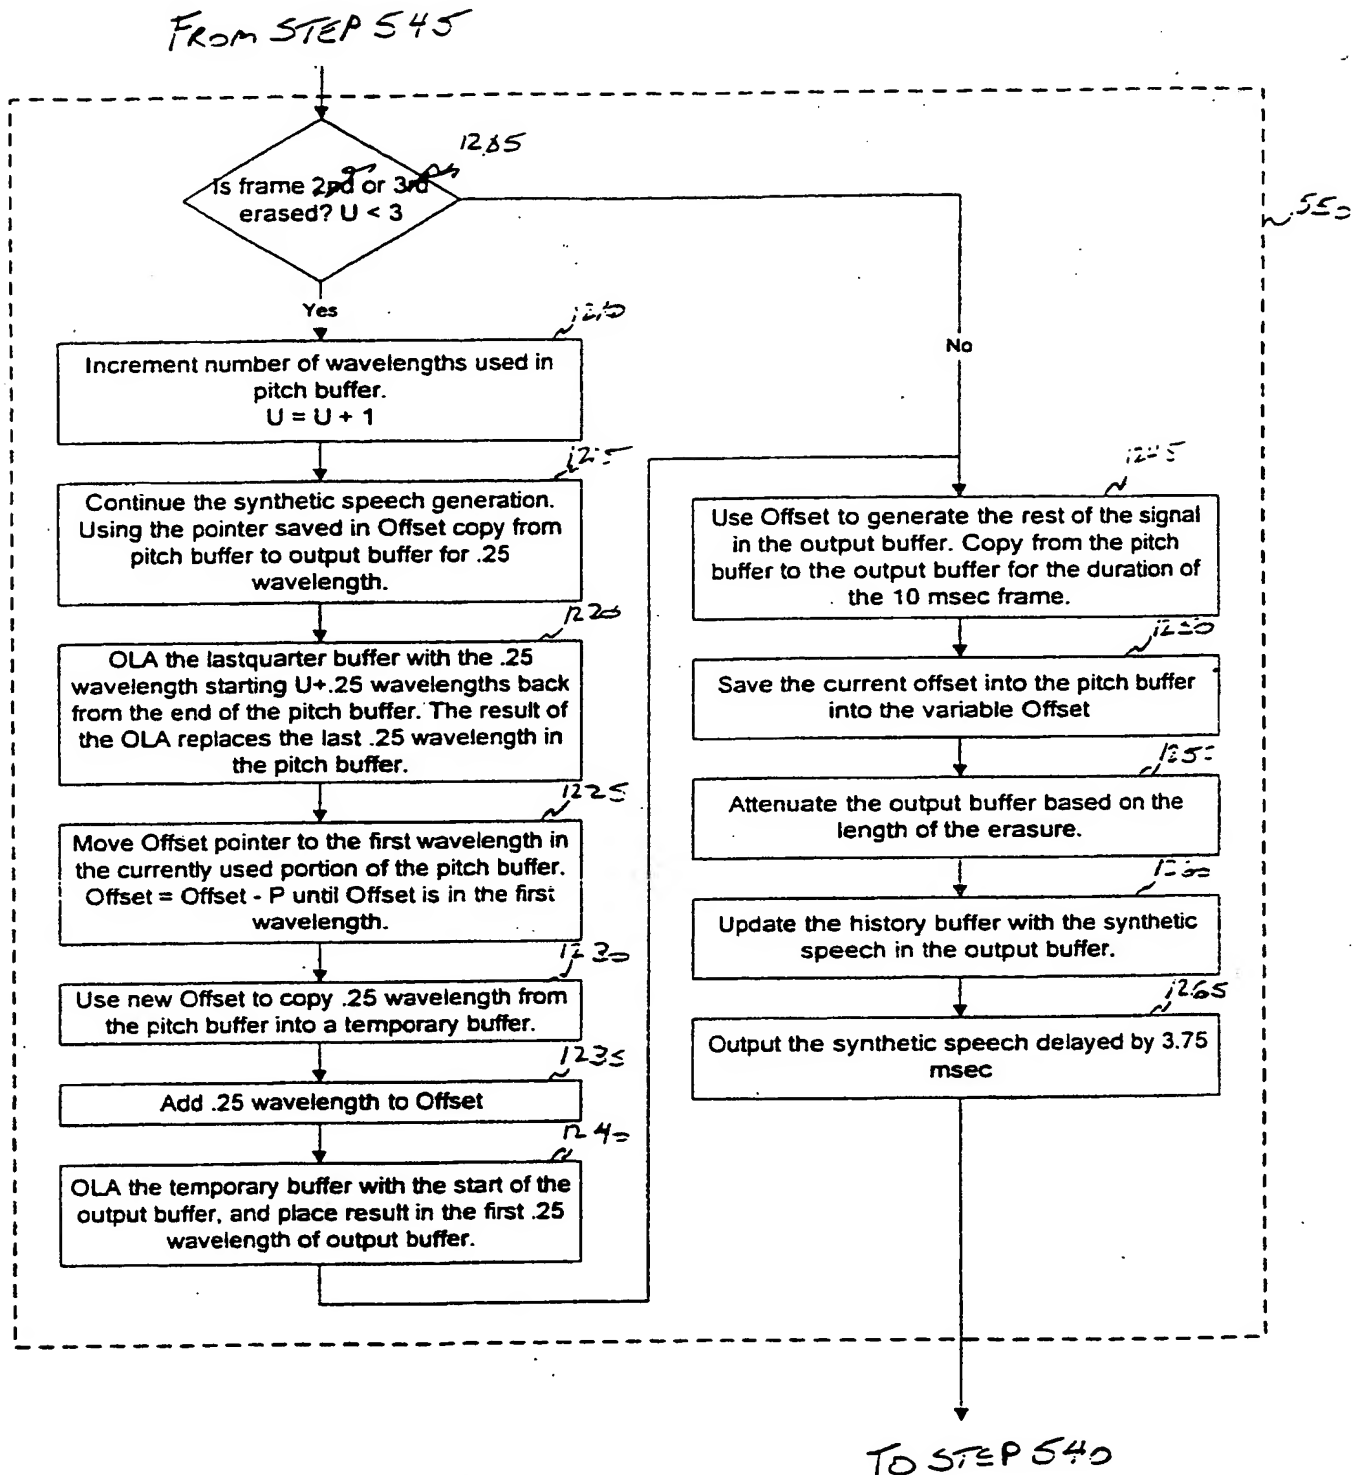 FROM STEP 545
1205
Is frame 2nd or 3rd
erased? U < 3
550
Yes
No
1210
Increment number of wavelengths used in
pitch buffer.
U = U + 1
1215
Continue the synthetic speech generation.
Using the pointer saved in Offset copy from
pitch buffer to output buffer for .25
wavelength.
1220
OLA the lastquarter buffer with the .25
wavelength starting U+.25 wavelengths back
from the end of the pitch buffer. The result of
the OLA replaces the last .25 wavelength in
the pitch buffer.
1225
Move Offset pointer to the first wavelength in
the currently used portion of the pitch buffer.
Offset = Offset - P until Offset is in the first
wavelength.
1230
Use new Offset to copy .25 wavelength from
the pitch buffer into a temporary buffer.
1235
Add .25 wavelength to Offset
1240
OLA the temporary buffer with the start of the
output buffer, and place result in the first .25
wavelength of output buffer.
1245
Use Offset to generate the rest of the signal
in the output buffer. Copy from the pitch
buffer to the output buffer for the duration of
the 10 msec frame.
1250
Save the current offset into the pitch buffer
into the variable Offset
Attenuate the output buffer based on the
length of the erasure.
Update the history buffer with the synthetic
speech in the output buffer.
1265
Output the synthetic speech delayed by 3.75
msec
TO STEP 540